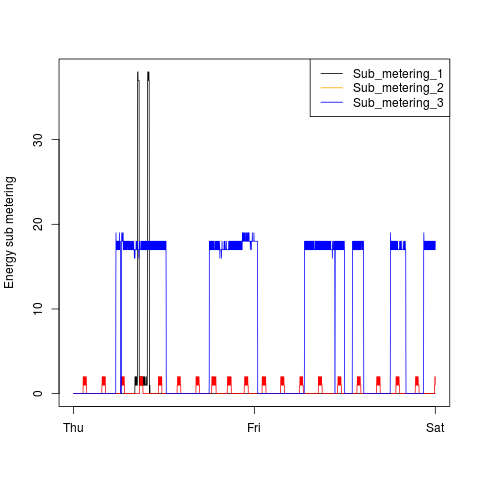 Sub_metering_1
Sub_metering_2
Sub_metering_3
Energy sub metering
30
20
10
0
Thu
Fri
Sat